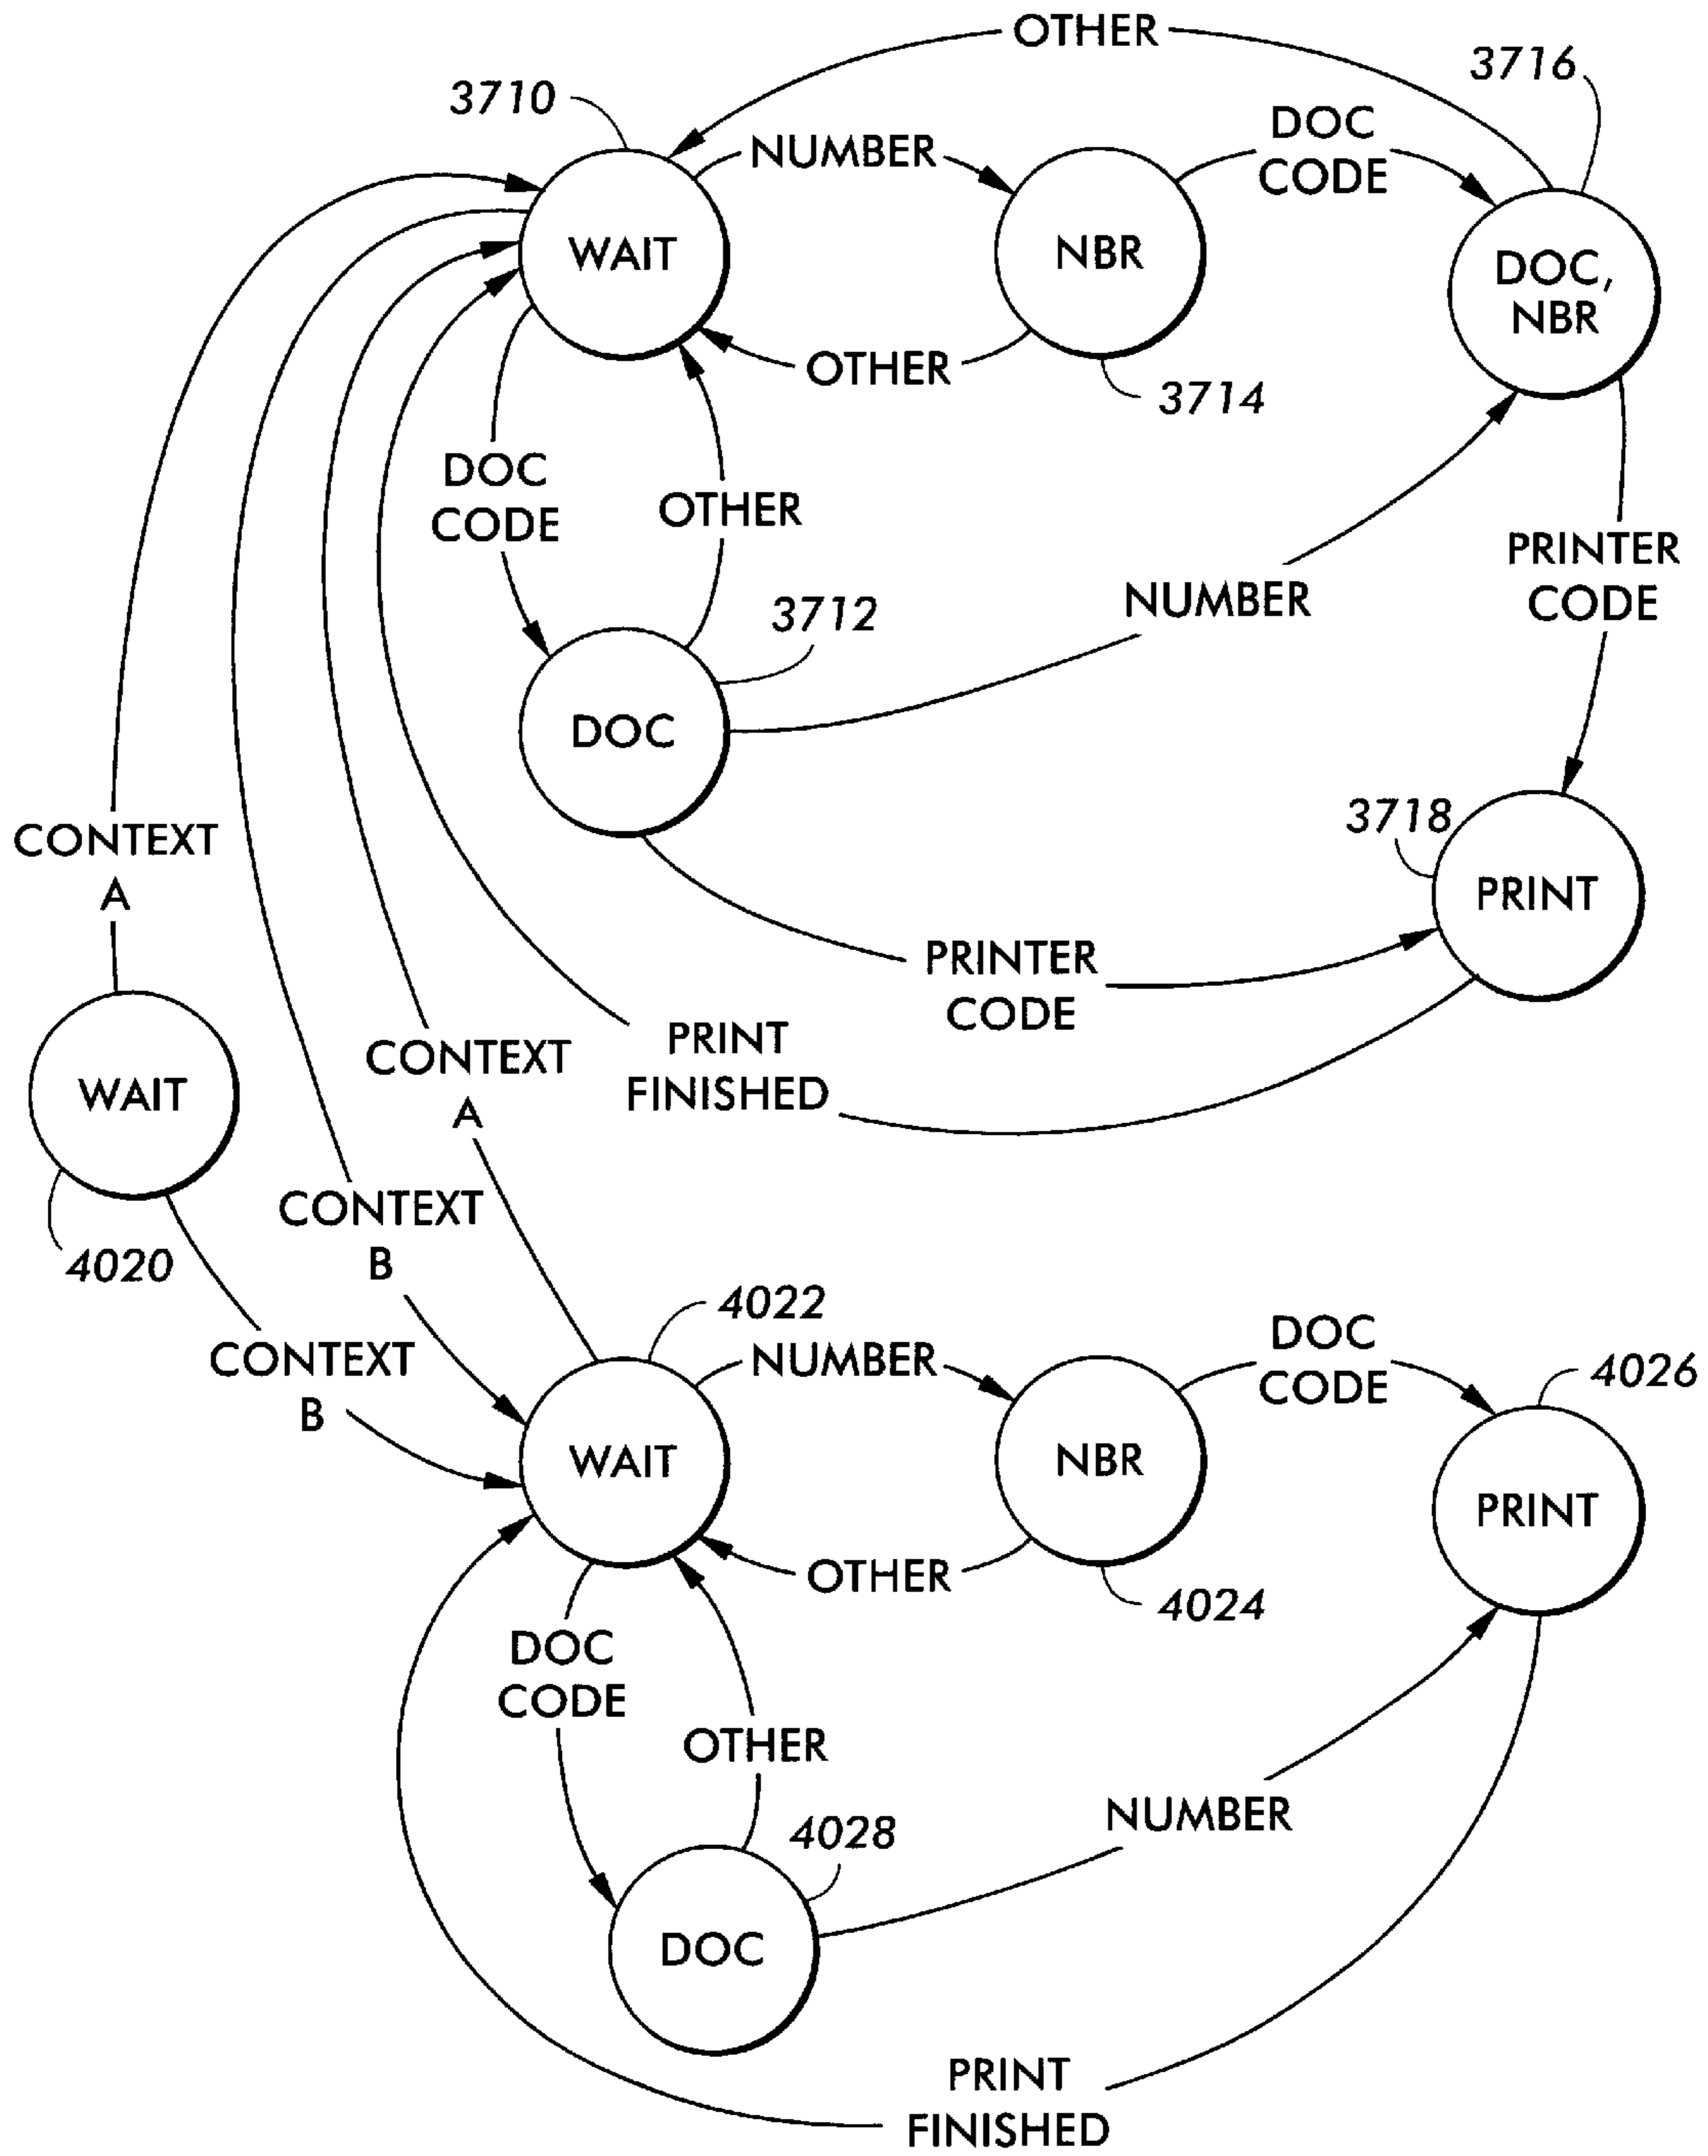 OTHER
3716
3710
DOC
CODE
NUMBER
WAIT
NBR
DOC,
NBR
OTHER
3714
DOC
CODE
OTHER
PRINTER
CODE
NUMBER
3712
DOC
3718
CONTEXT
A
PRINT
PRINTER
CODE
PRINT
FINISHED
CONTEXT
A
WAIT
CONTEXT
B
4020
4022
CONTEXT
B
NUMBER
DOC
CODE
4026
WAIT
NBR
PRINT
OTHER
4024
DOC
CODE
OTHER
NUMBER
4028
DOC
PRINT
FINISHED